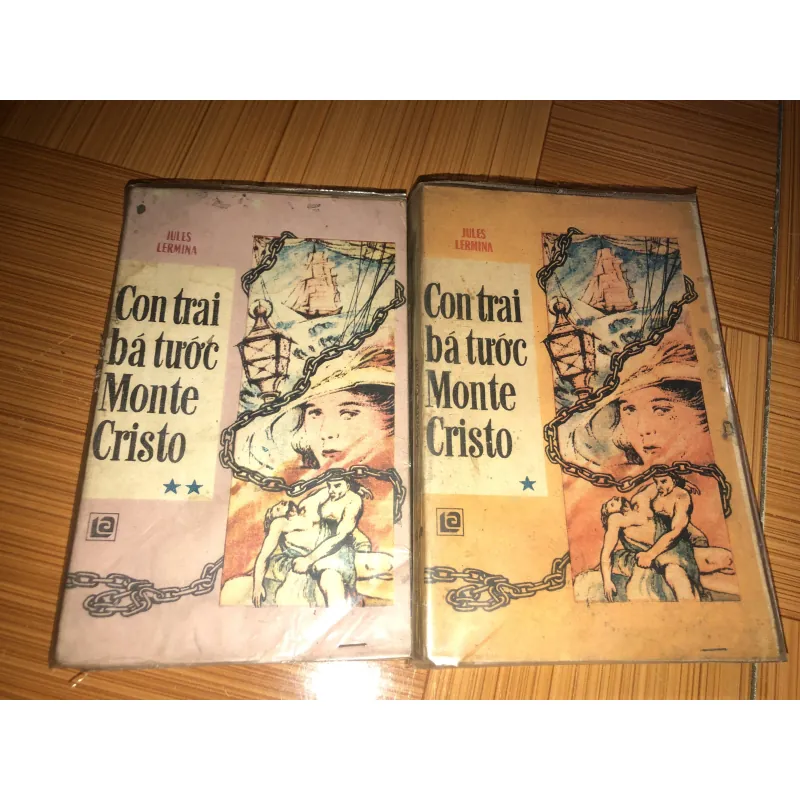 JULES
LERMINA
Con trai
bá tước
Monte
Cristo
★★
JULES
LERMINA
Con trai
bá tước
Monte
Cristo
★